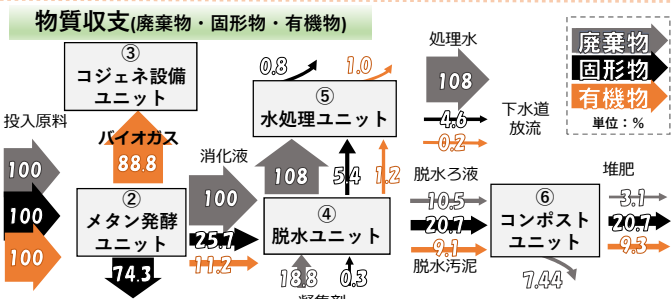 物質収支(廃棄物・固形物・有機物)
廃棄物
固形物
有機物
単位：%
③
コジェネ設備
ユニット
0.8
1.0
⑤
水処理ユニット
処理水
108
4.6
0.2
下水道
放流
投入原料
100
100
100
バイオガス
88.8
②
メタン発酵
ユニット
74.3
消化液
100
25.7
11.2
108
5.4
1.2
④
脱水ユニット
18.8
0.3
凝集剤
脱水ろ液
10.5
20.7
9.1
脱水汚泥
⑥
コンポスト
ユニット
7.44
堆肥
3.1
20.7
9.3